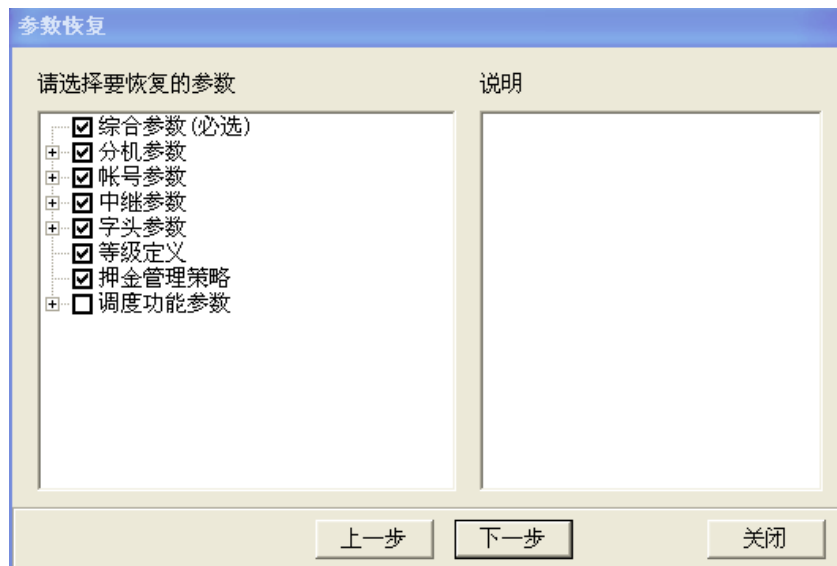 参数恢复
请选择要恢复的参数
说明
综合参数(必选)
分机参数
帐号参数
中继参数
字头参数
等级定义
押金管理策略
调度功能参数
上一步
下一步
关闭